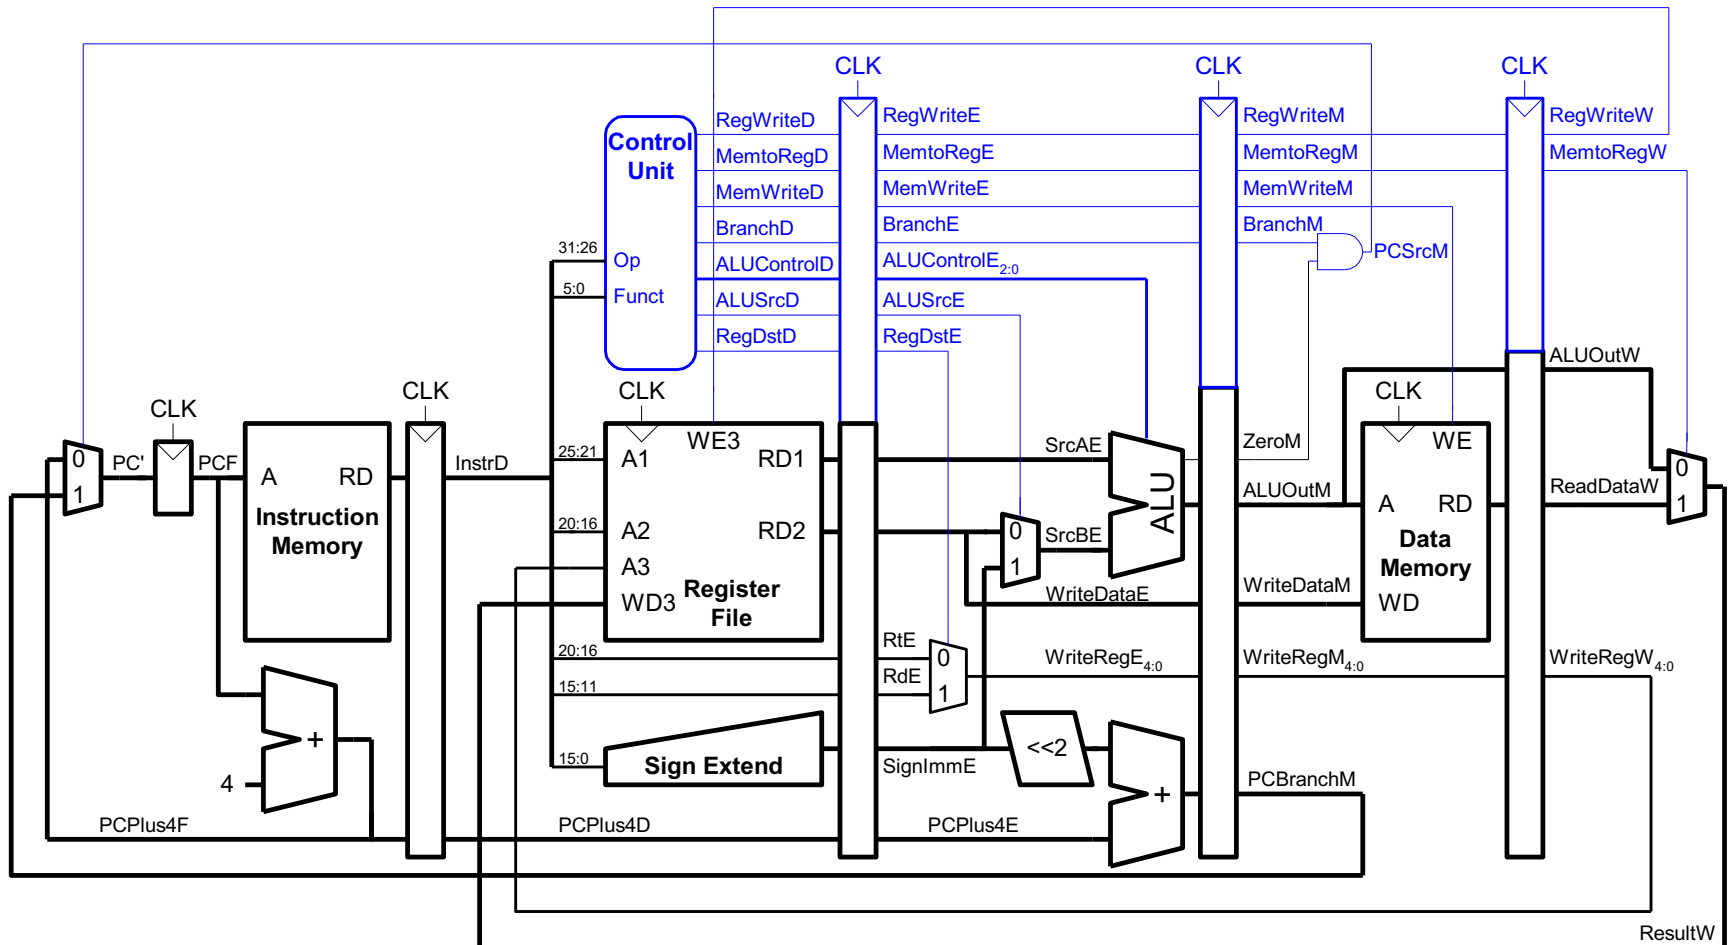 CLK CLK CLK
RegWriteD RegWriteE RegWriteM RegWriteW
Control
Unit
MemtoRegD MemtoRegE MemtoRegM MemtoRegW
MemWriteD MemWriteE MemWriteM
BranchD BranchE BranchM
31:26 Op ALUControlD ALUControlE2:0 PCSrcM
5:0 Funct ALUSrcD ALUSrcE
RegDstD RegDstE
ALUOutW
CLK CLK CLK CLK
WE3 SrcAE ZeroM WE
0 PC' PCF A RD InstrD 25:21 A1 RD1 0
1 ALU ALUOutM A RD ReadDataW 1
Instruction
Memory
20:16 A2 RD2 0 SrcBE Data
Memory
A3 1
Register
File
WD3 WriteDataE WriteDataM WD
20:16 RtE 0 WriteRegE4:0 WriteRegM4:0 WriteRegW4:0
15:11 RdE 1
+
15:0 Sign Extend SignImmE <<2
4 + PCBranchM
PCPlus4F PCPlus4D PCPlus4E
ResultW